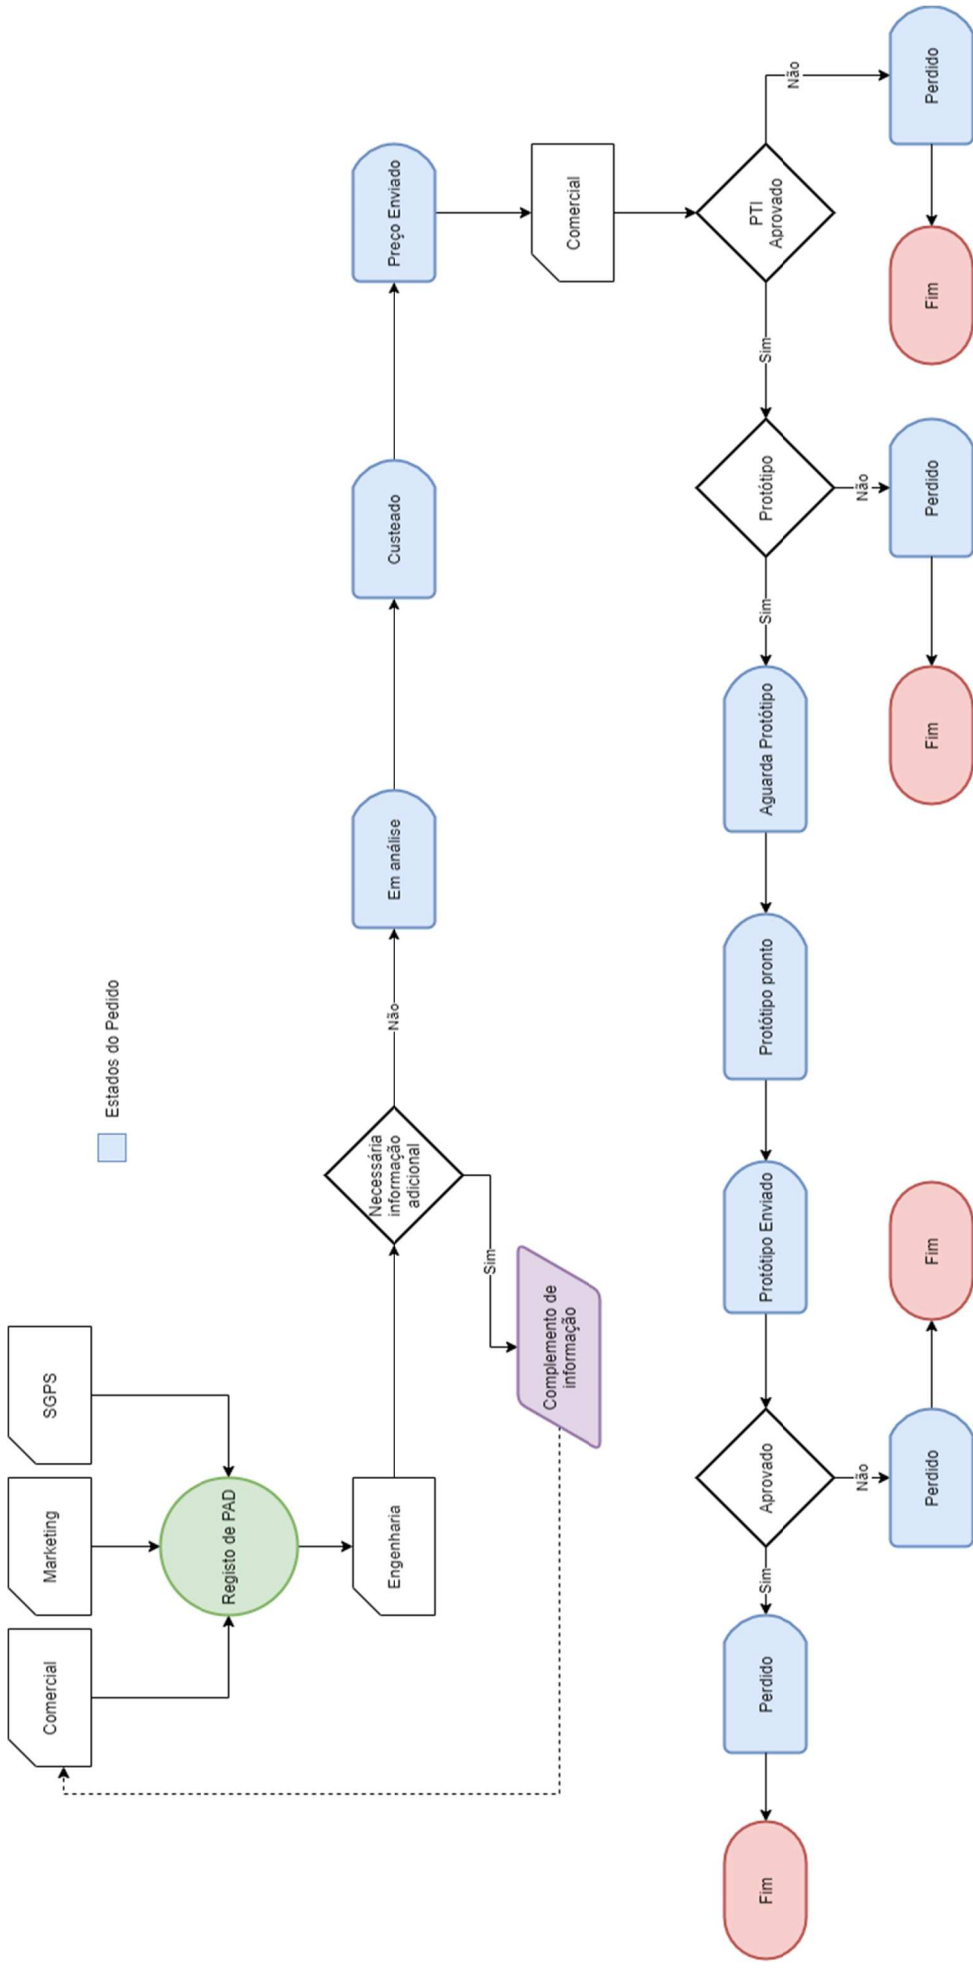 Comercial
Marketing
SGPS
Registo de PAD
Estados do Pedido
Engenharia
Necessária
informação
adicional
Sim
Complemento de
informação
Não
Em análise
Custeado
Preço Enviado
Comercial
PTI
Aprovado
Não
Perdido
Fim
Sim
Protótipo
Não
Perdido
Fim
Sim
Aguarda Protótipo
Protótipo pronto
Protótipo Enviado
Aprovado
Não
Perdido
Fim
Sim
Perdido
Fim